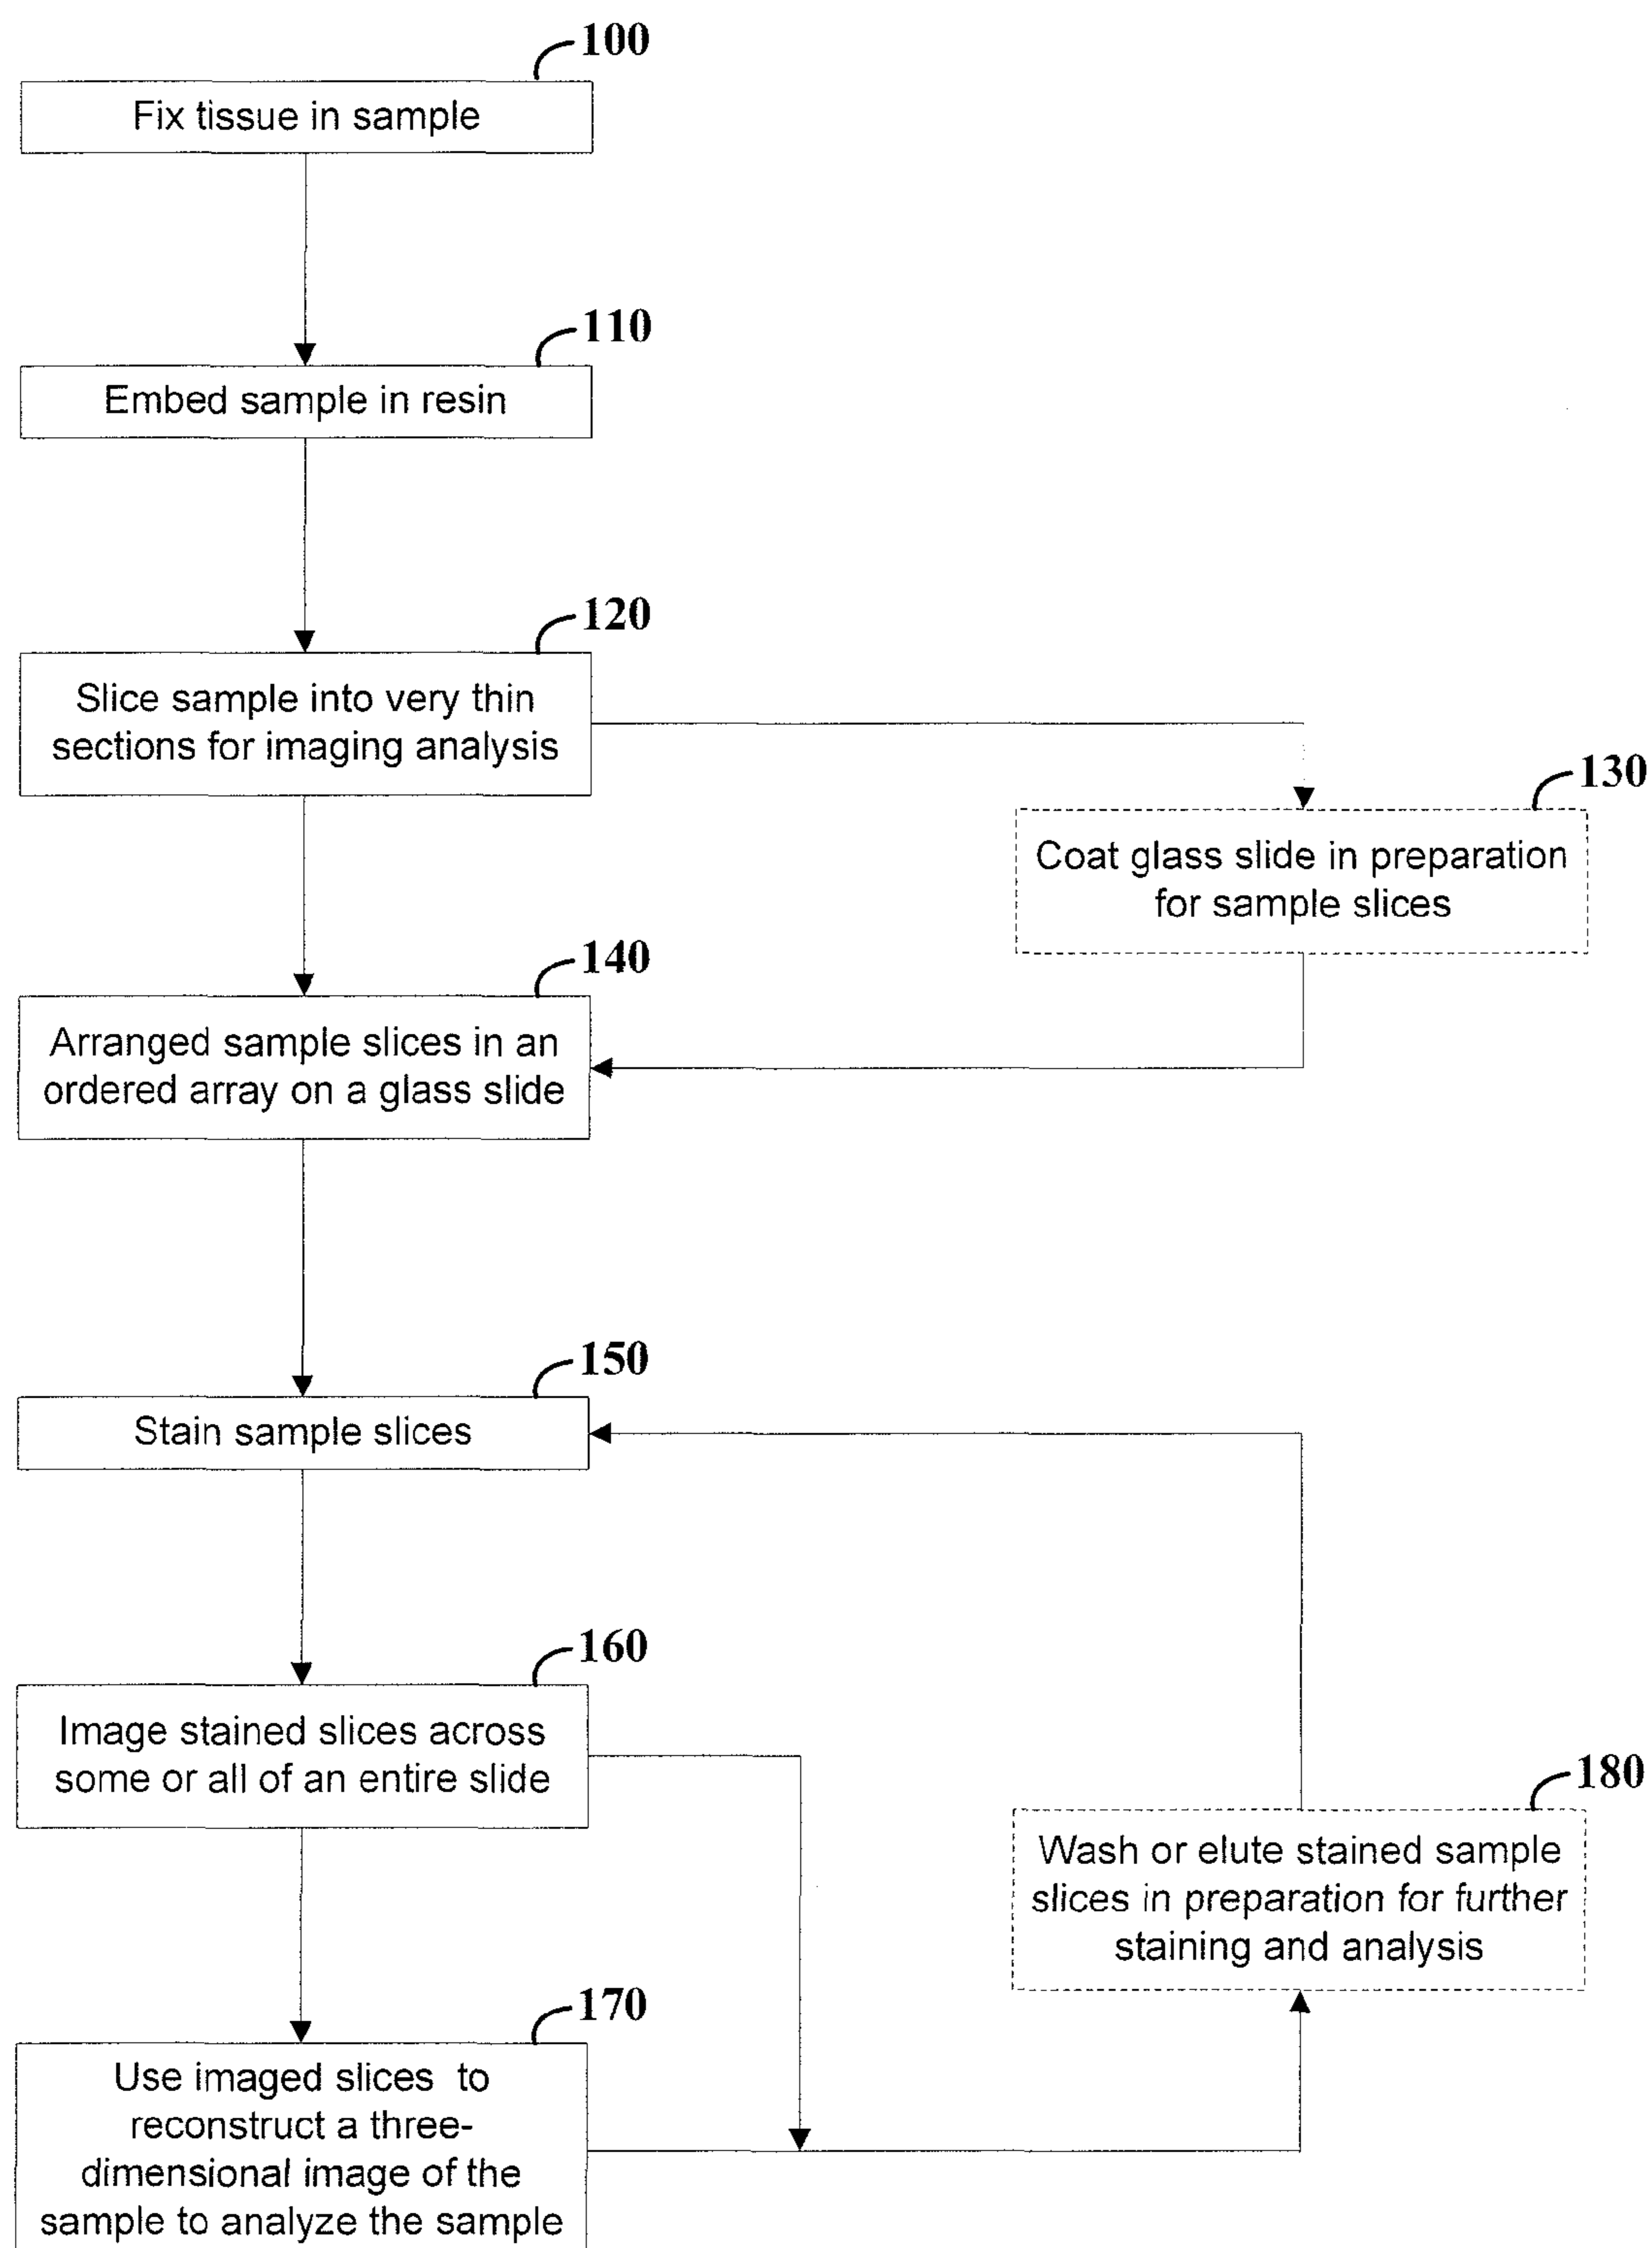 100
Fix tissue in sample
110
Embed sample in resin
120
Slice sample into very thin
sections for imaging analysis
130
Coat glass slide in preparation
for sample slices
140
Arranged sample slices in an
ordered array on a glass slide
150
Stain sample slices
160
Image stained slices across
some or all of an entire slide
180
Wash or elute stained sample
slices in preparation for further
staining and analysis
170
Use imaged slices to
reconstruct a three-
dimensional image of the
sample to analyze the sample